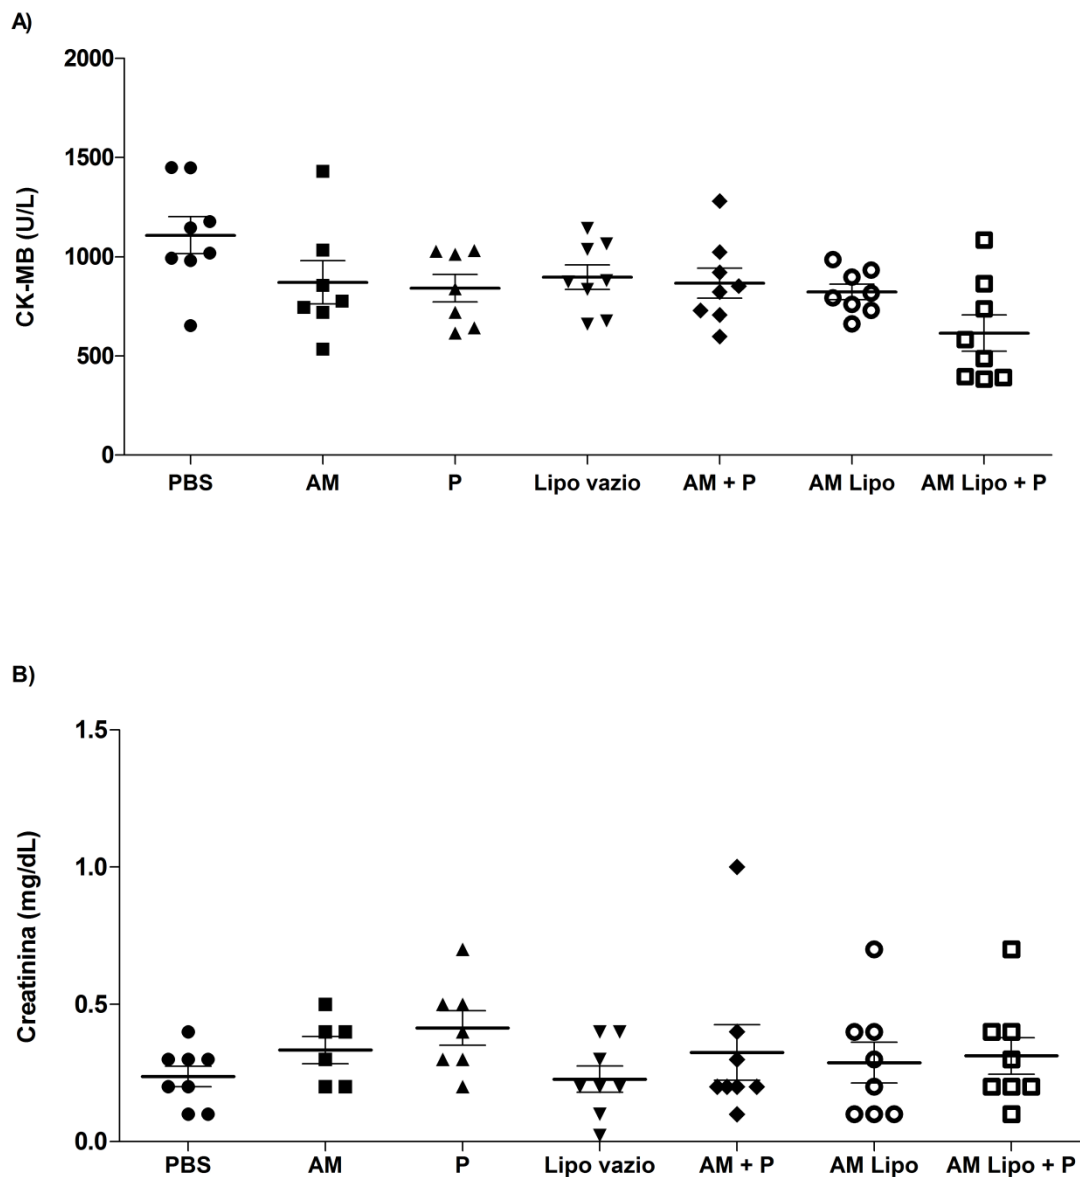 A)
2000
1500
1000
500
0
CK-MB (U/L)
PBS AM P Lipo vazio AM + P AM Lipo AM Lipo + P
B)
1.5
1.0
0.5
0.0
Creatinina (mg/dL)
PBS AM P Lipo vazio AM + P AM Lipo AM Lipo + P